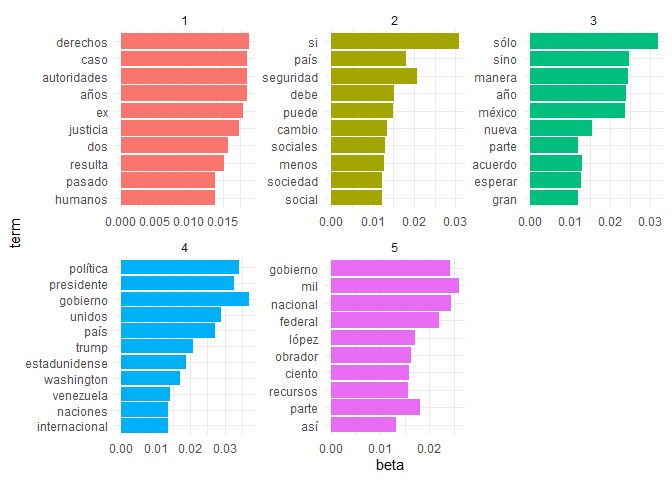 1
derechos
caso
autoridades
años
ex
justicia
dos
resulta
pasado
humanos
0.000 0.005 0.010 0.015
2
si
país
seguridad
debe
puede
cambio
sociales
menos
sociedad
social
0.00 0.01 0.02 0.03
3
sólo
sino
manera
año
méxico
nueva
parte
acuerdo
esperar
gran
0.00 0.01 0.02 0.03
term
4
política
presidente
gobierno
unidos
país
trump
estadunidense
washington
venezuela
naciones
internacional
0.00 0.01 0.02 0.03
5
gobierno
mil
nacional
federal
lópez
obrador
ciento
recursos
parte
así
0.00 0.01 0.02
beta